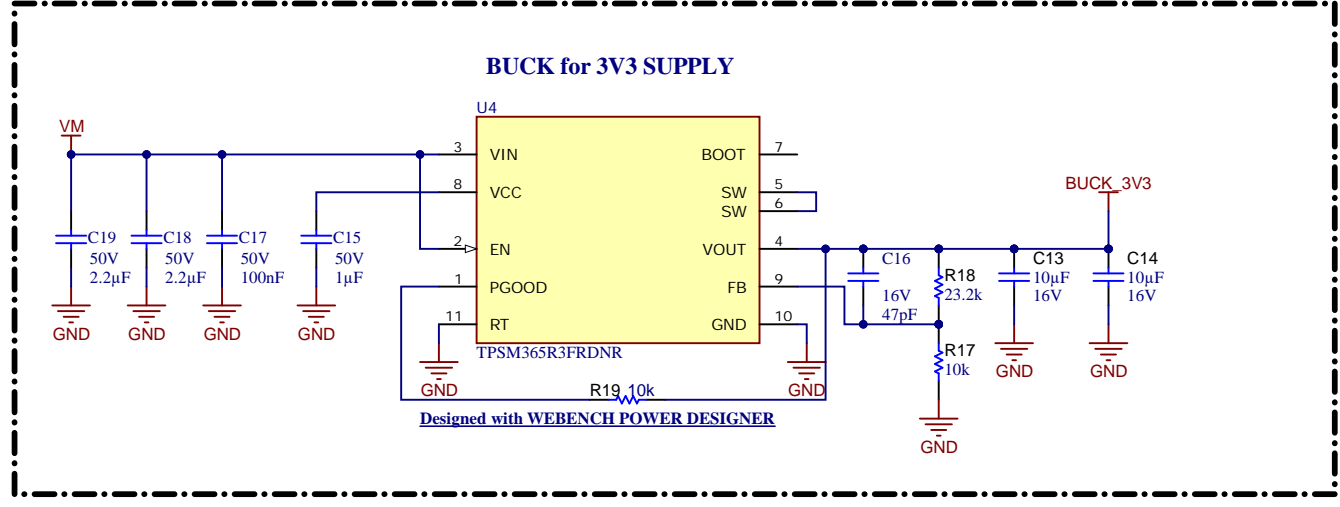 BUCK for 3V3 SUPPLY
U4
VM
3 VIN
BOOT 7
8 VCC
SW 5
SW 6
BUCK_3V3
2 EN
VOUT 4
1 PGOOD
FB 9
11 RT
GND 10
TPSM365R3FRDNR
C19
50V
2.2µF
GND
C18
50V
2.2µF
GND
C17
50V
100nF
GND
C15
50V
1µF
GND
GND
GND
C16
16V
47pF
R18
23.2k
R17
10k
GND
C13
10µF
16V
GND
C14
10µF
16V
GND
R19 10k
Designed with WEBENCH POWER DESIGNER